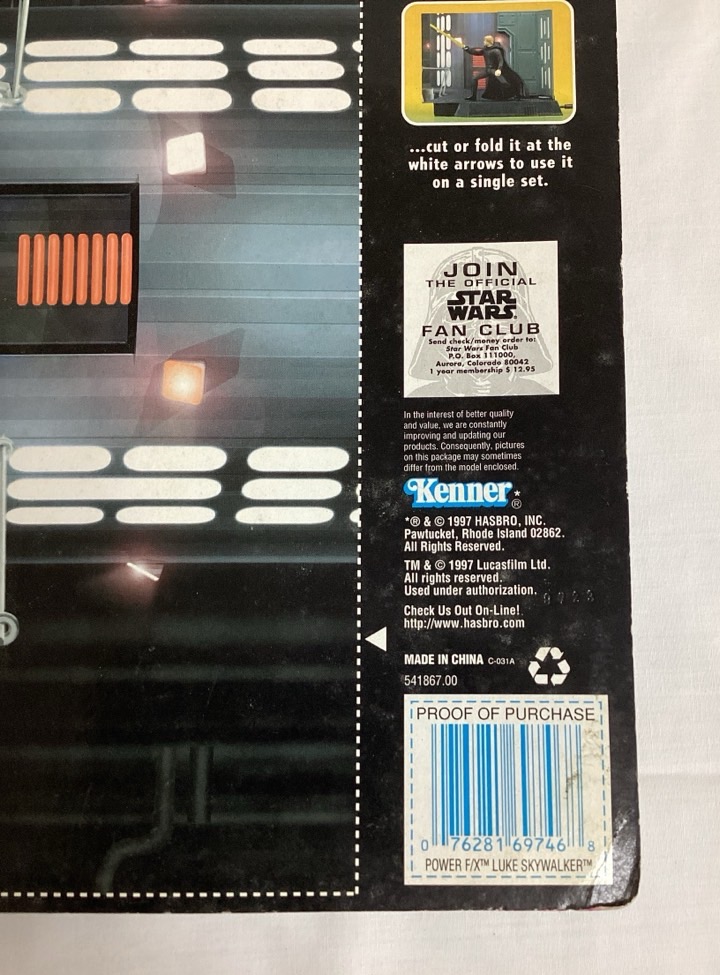 ...cut or fold it at the
white arrows to use it
on a single set.
JOIN
THE OFFICIAL
STAR
WARS
FAN CLUB
Send check/money order to:
Star Wars Fan Club
P.O. Box 111000,
Aurora, Colorado 80042
1 year membership $ 12.95
In the interest of better quality
and value, we are constantly
improving and updating our
products. Consequently, pictures
on this package may sometimes
differ from the model enclosed.
Kenner®*
*® & © 1997 HASBRO, INC.
Pawtucket, Rhode Island 02862.
All Rights Reserved.
TM & © 1997 Lucasfilm Ltd.
All rights reserved.
Used under authorization.
Check Us Out On-Line!
http://www.hasbro.com
MADE IN CHINA C-031A
541867.00
PROOF OF PURCHASE
0 76281 69746 8
POWER F/X™ LUKE SKYWALKER™